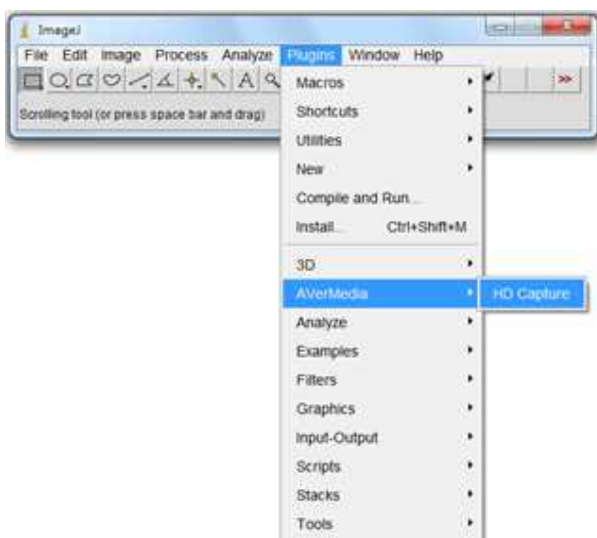 ImageJ
File Edit Image Process Analyze Plugins Window Help
A >>
Scrolling tool (or press space bar and drag)
Macros
Shortcuts
Utilities
New
Compile and Run...
Install... Ctrl+Shift+M
3D
AVerMedia HD Capture
Analyze
Examples
Filters
Graphics
Input-Output
Scripts
Stacks
Tools